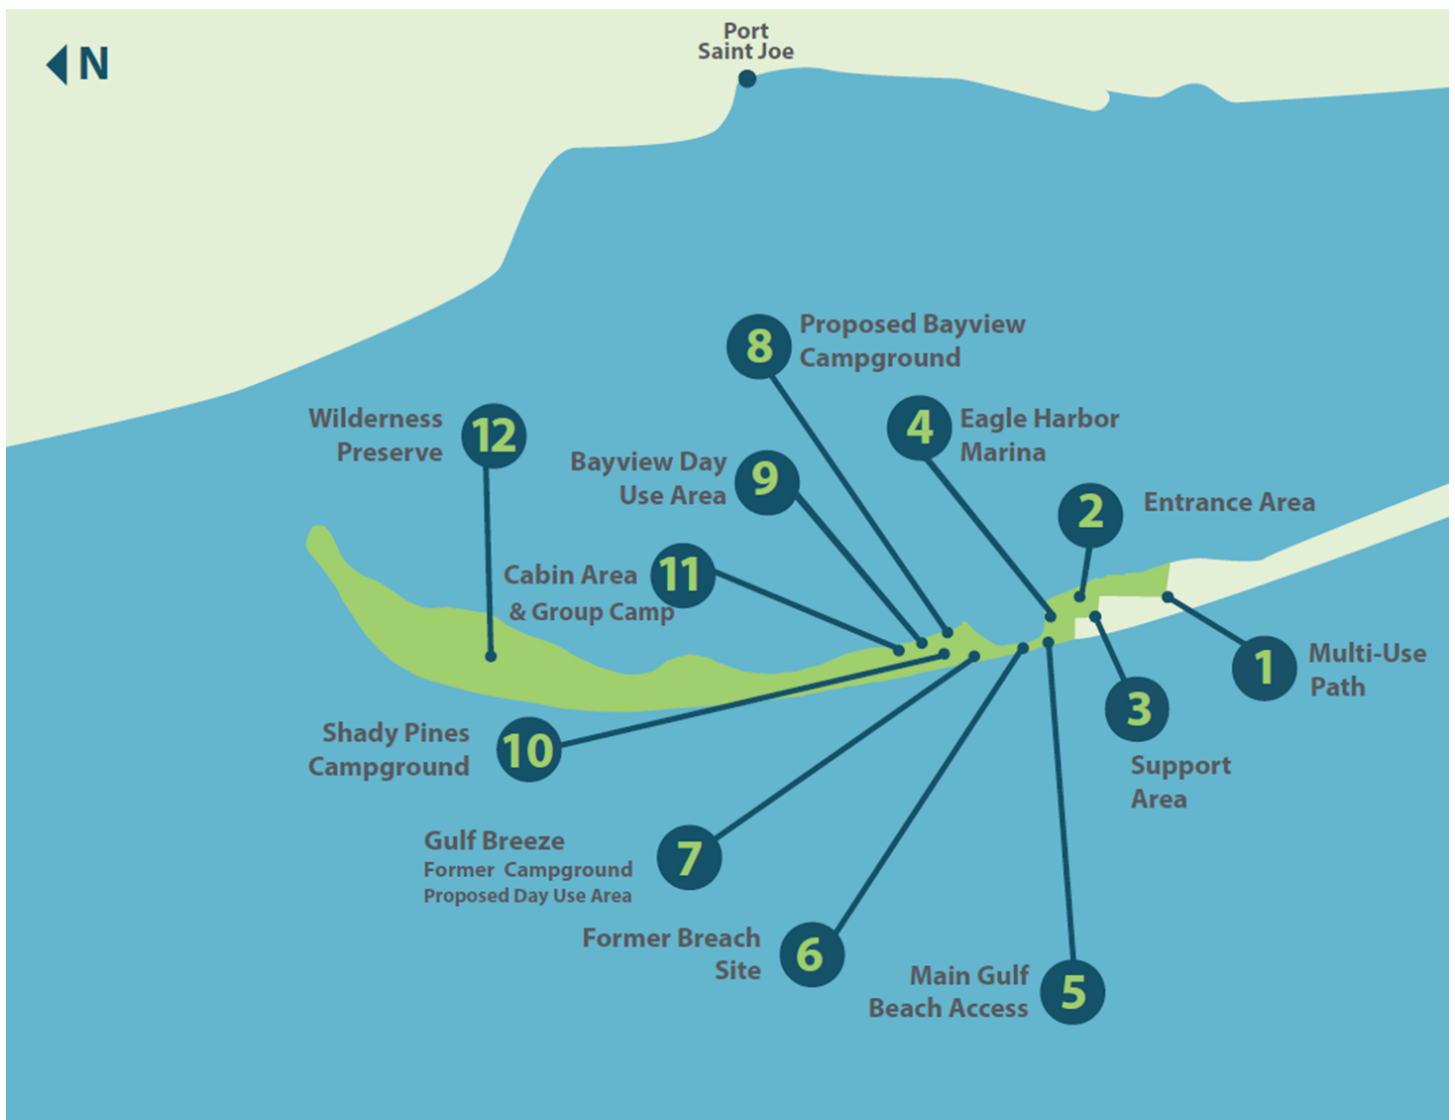 N
Port
Saint Joe
8
Proposed Bayview
Campground
4
Eagle Harbor
Marina
Wilderness
Preserve
12
Bayview Day
Use Area
9
2
Entrance Area
Cabin Area
& Group Camp
11
1
Multi-Use
Path
3
Support
Area
Shady Pines
Campground
10
Gulf Breeze
Former Campground
Proposed Day Use Area
7
Former Breach
Site
6
Main Gulf
Beach Access
5